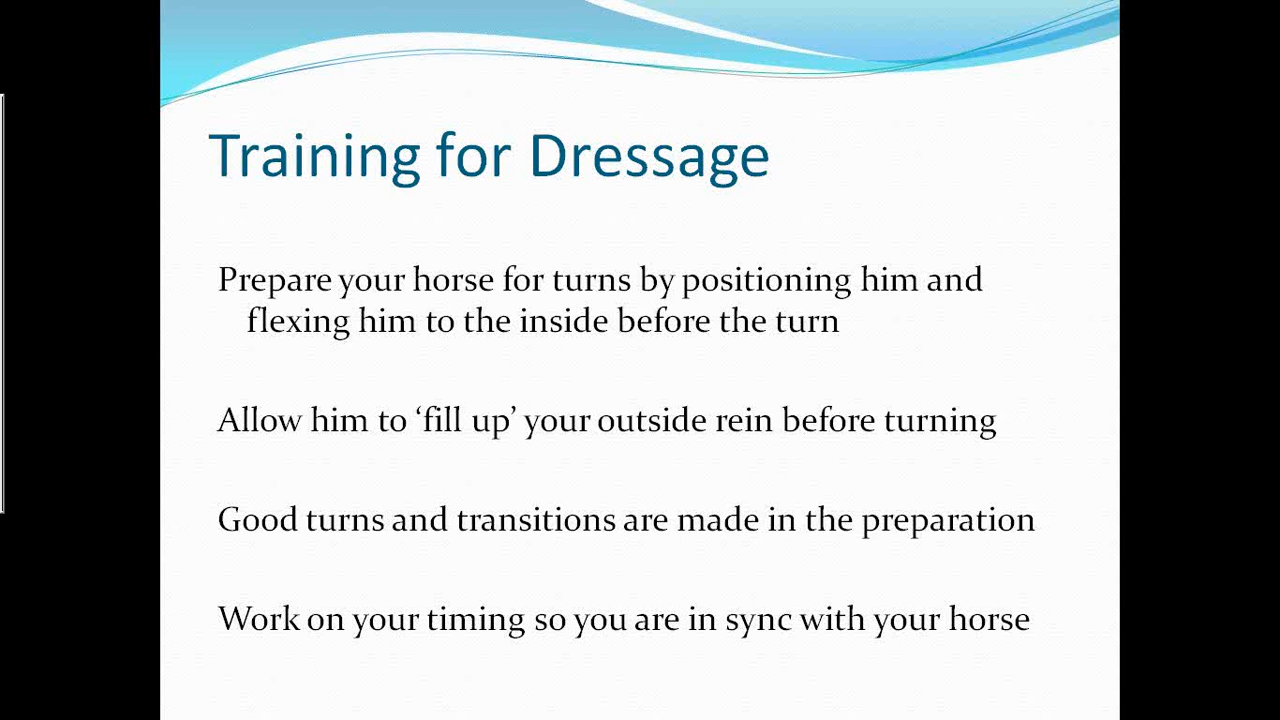 Training for Dressage
Prepare your horse for turns by positioning him and
flexing him to the inside before the turn
Allow him to ‘fill up’ your outside rein before turning
Good turns and transitions are made in the preparation
Work on your timing so you are in sync with your horse